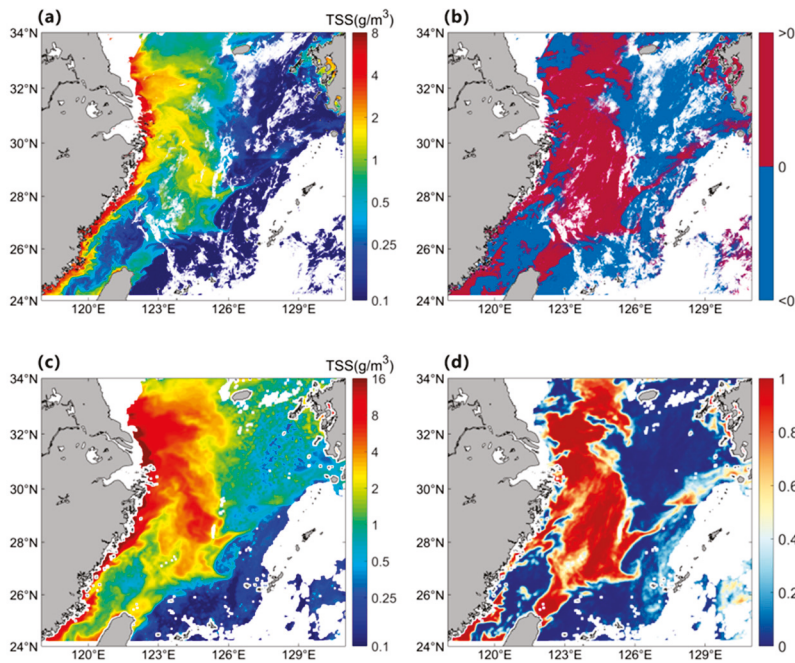 (a) TSS(g/m³) (b)
34°N 8 34°N >0
32°N 4 32°N
2
30°N 30°N
1 0
28°N 0.5 28°N
26°N 0.25 26°N
24°N 0.1 24°N <0
120°E 123°E 126°E 129°E 120°E 123°E 126°E 129°E
(c) TSS(g/m³) (d)
34°N 16 34°N 1
32°N 8 32°N 0.8
4
30°N 2 30°N 0.6
28°N 1 28°N 0.4
0.5
26°N 0.25 26°N 0.2
24°N 0.1 24°N 0
120°E 123°E 126°E 129°E 120°E 123°E 126°E 129°E